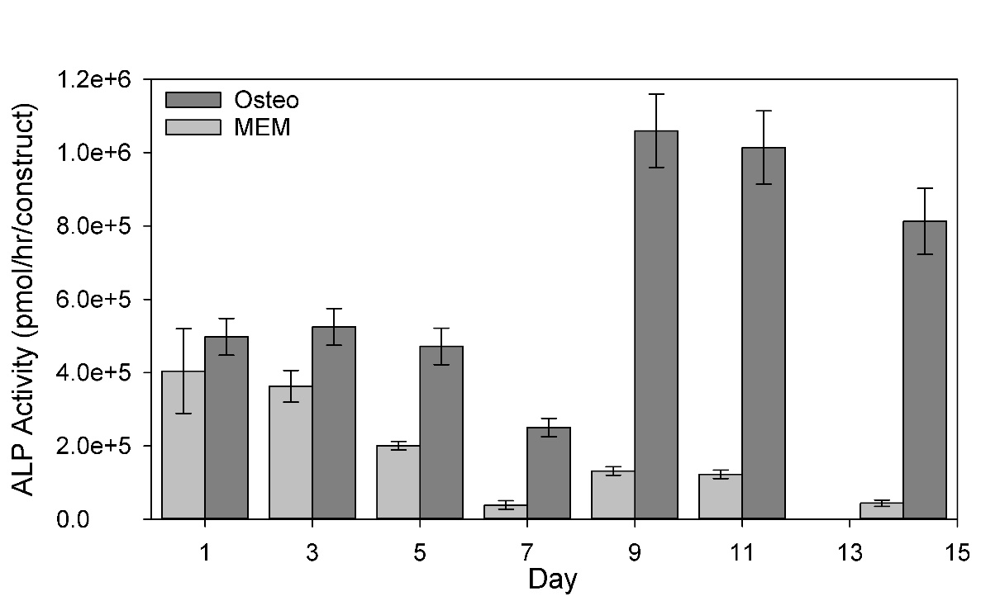 1.2e+6
1.0e+6
8.0e+5
6.0e+5
4.0e+5
2.0e+5
0.0
ALP Activity (pmol/hr/construct)
Osteo
MEM
1 3 5 7 9 11 13 15
Day